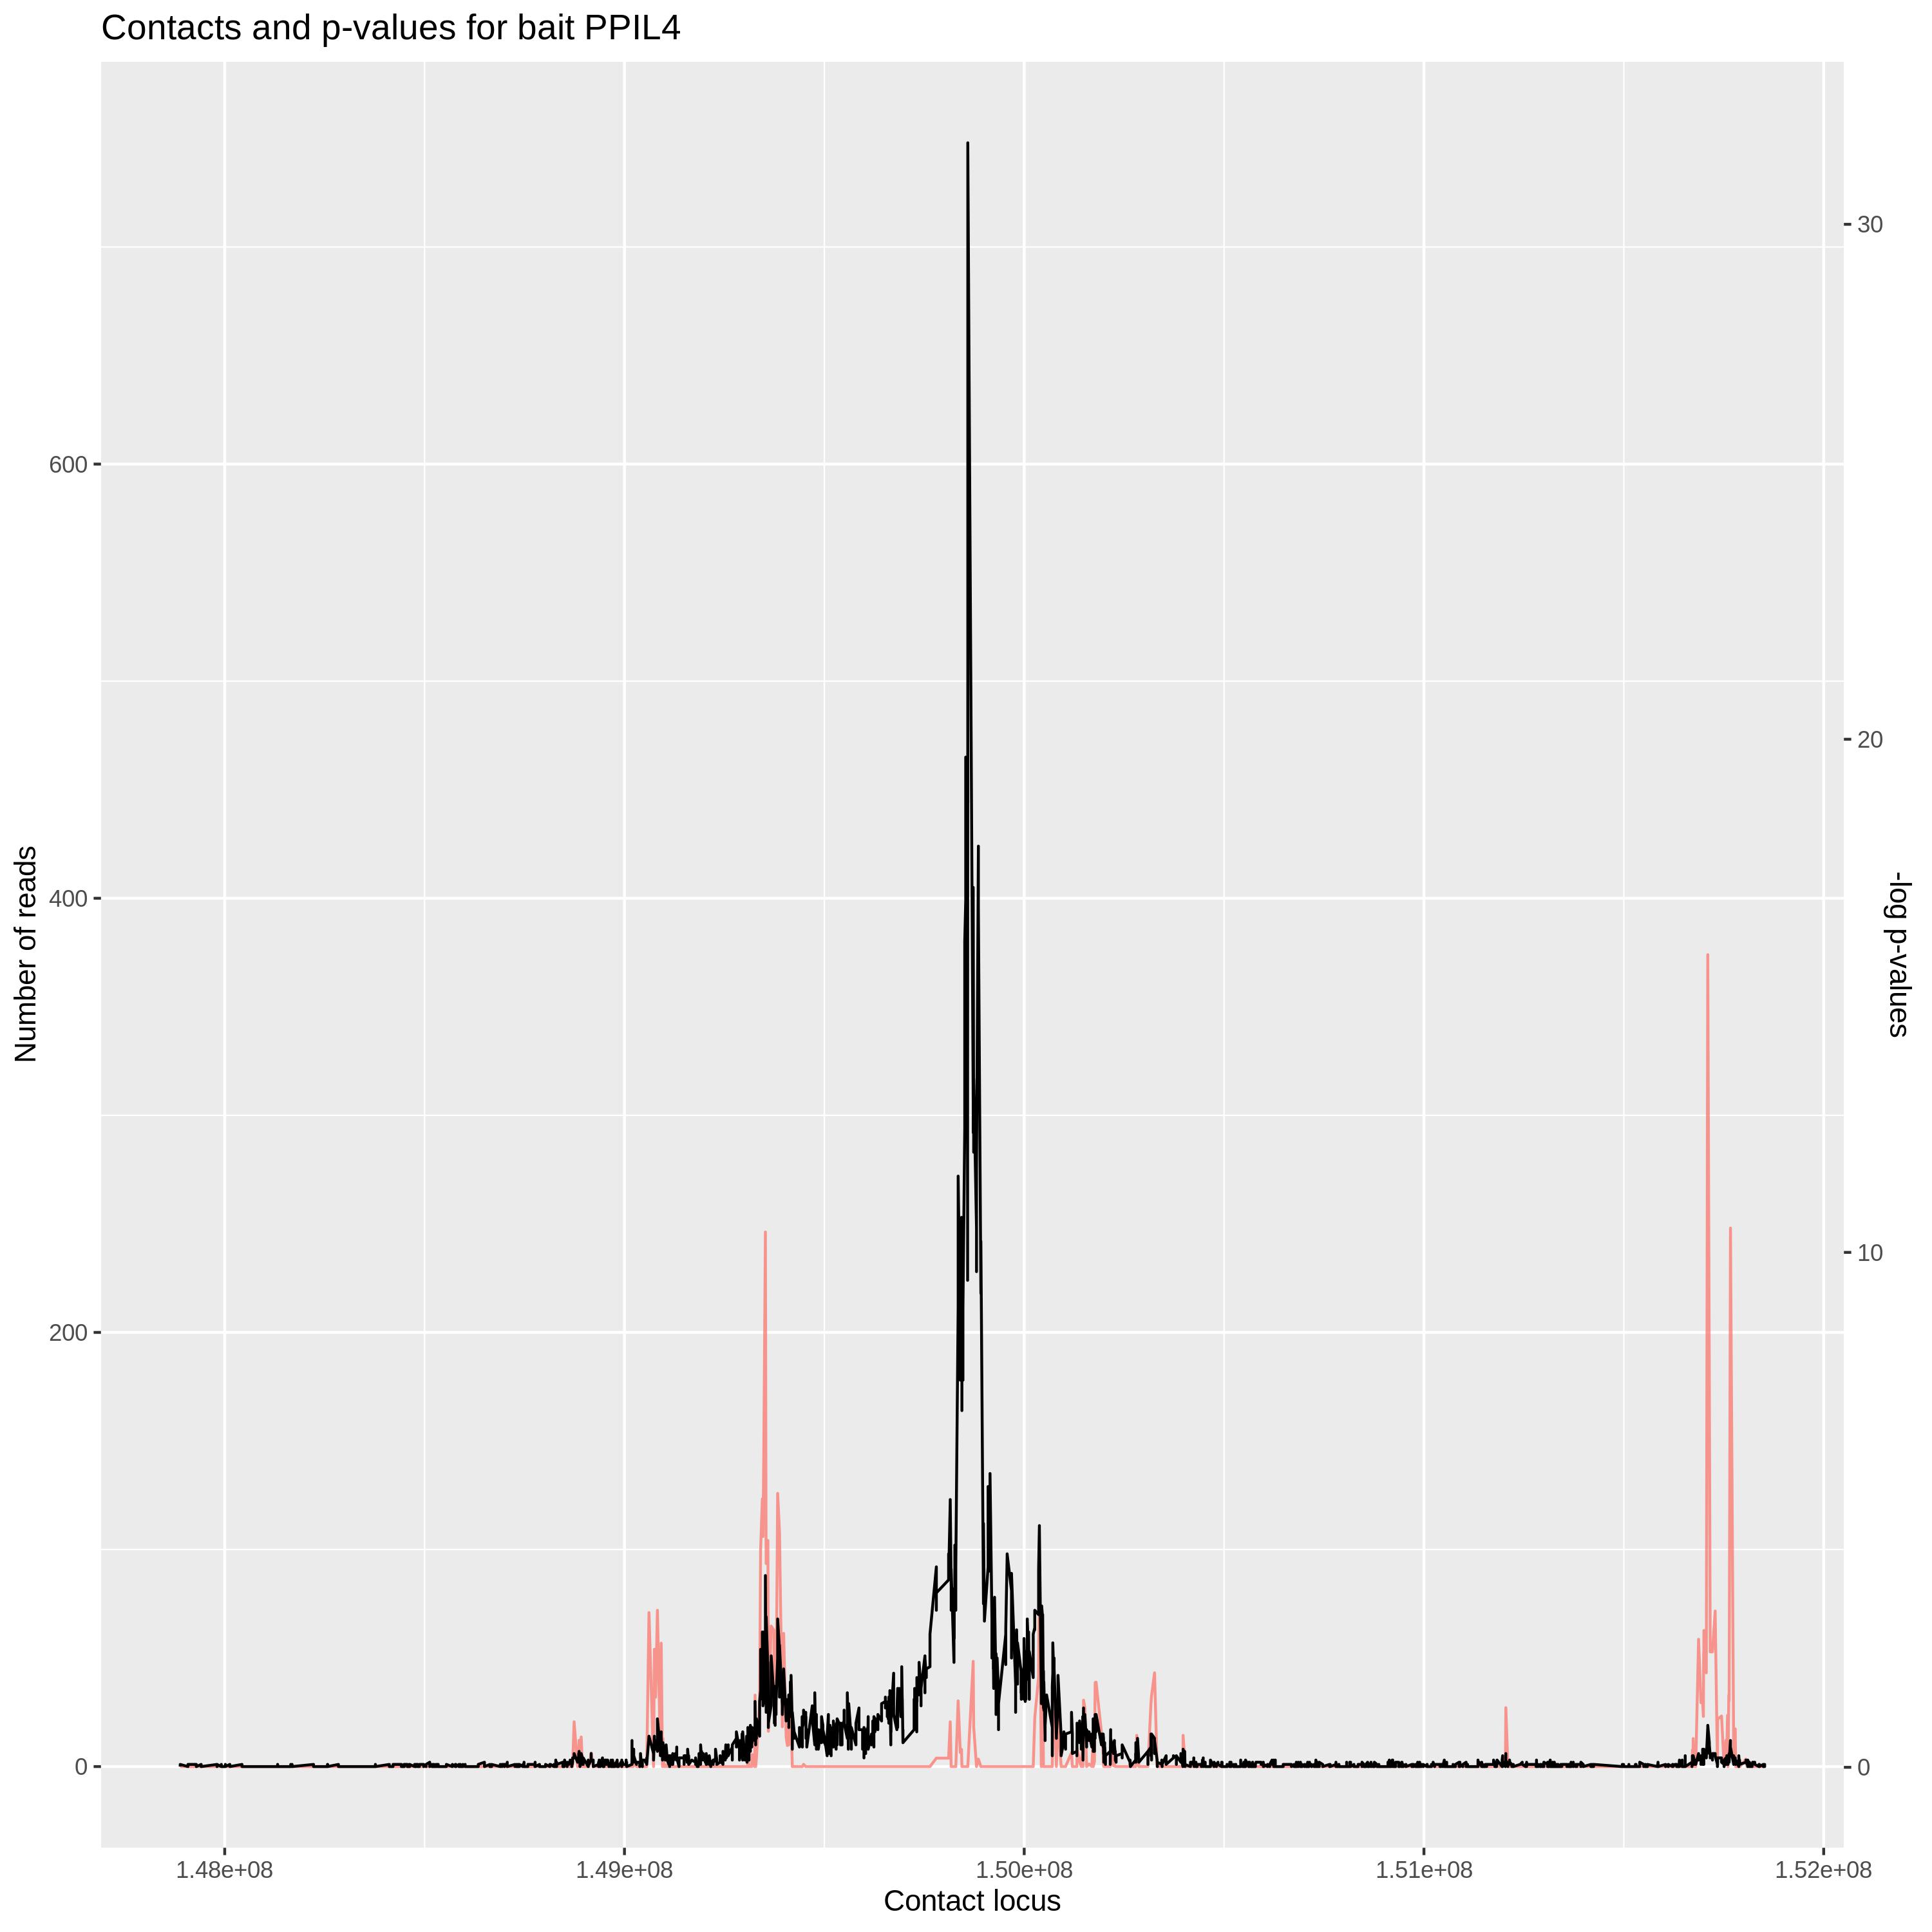 Contacts and p-values for bait PPIL4
Number of reads
600
400
200
0
30
20
10
0
-log p-values
1.48e+08
1.49e+08
1.50e+08
1.51e+08
1.52e+08
Contact locus